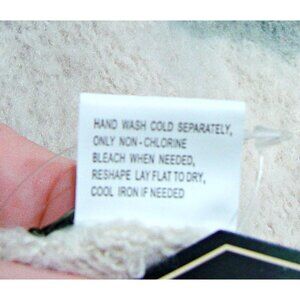 HAND WASH COLD SEPARATELY,
ONLY NON-CHLORINE
BLEACH WHEN NEEDED,
RESHAPE LAY FLAT TO DRY,
COOL IRON IF NEEDED